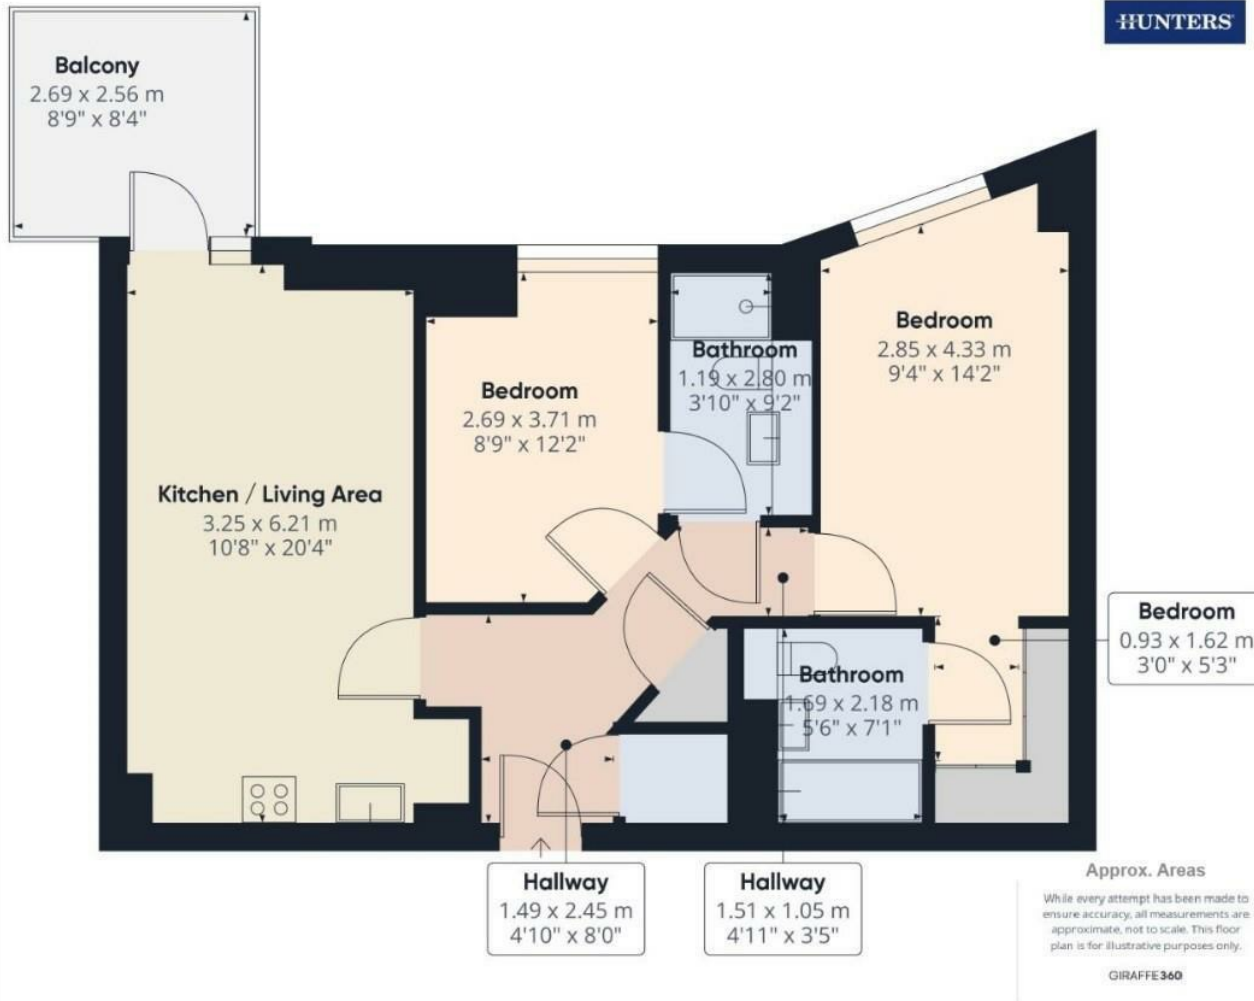 HUNTERS
Balcony
2.69 x 2.56 m
8'9" x 8'4"
Bedroom
2.85 x 4.33 m
9'4" x 14'2"
Bathroom
1.19 x 2.80 m
3'10" x 9'2"
Bedroom
2.69 x 3.71 m
8'9" x 12'2"
Kitchen / Living Area
3.25 x 6.21 m
10'8" x 20'4"
Bedroom
0.93 x 1.62 m
3'0" x 5'3"
Bathroom
1.69 x 2.18 m
5'6" x 7'1"
Hallway
1.49 x 2.45 m
4'10" x 8'0"
Hallway
1.51 x 1.05 m
4'11" x 3'5"
Approx. Areas
While every attempt has been made to
ensure accuracy, all measurements are
approximate, not to scale. This floor
plan is for illustrative purposes only.
GIRAFFE360